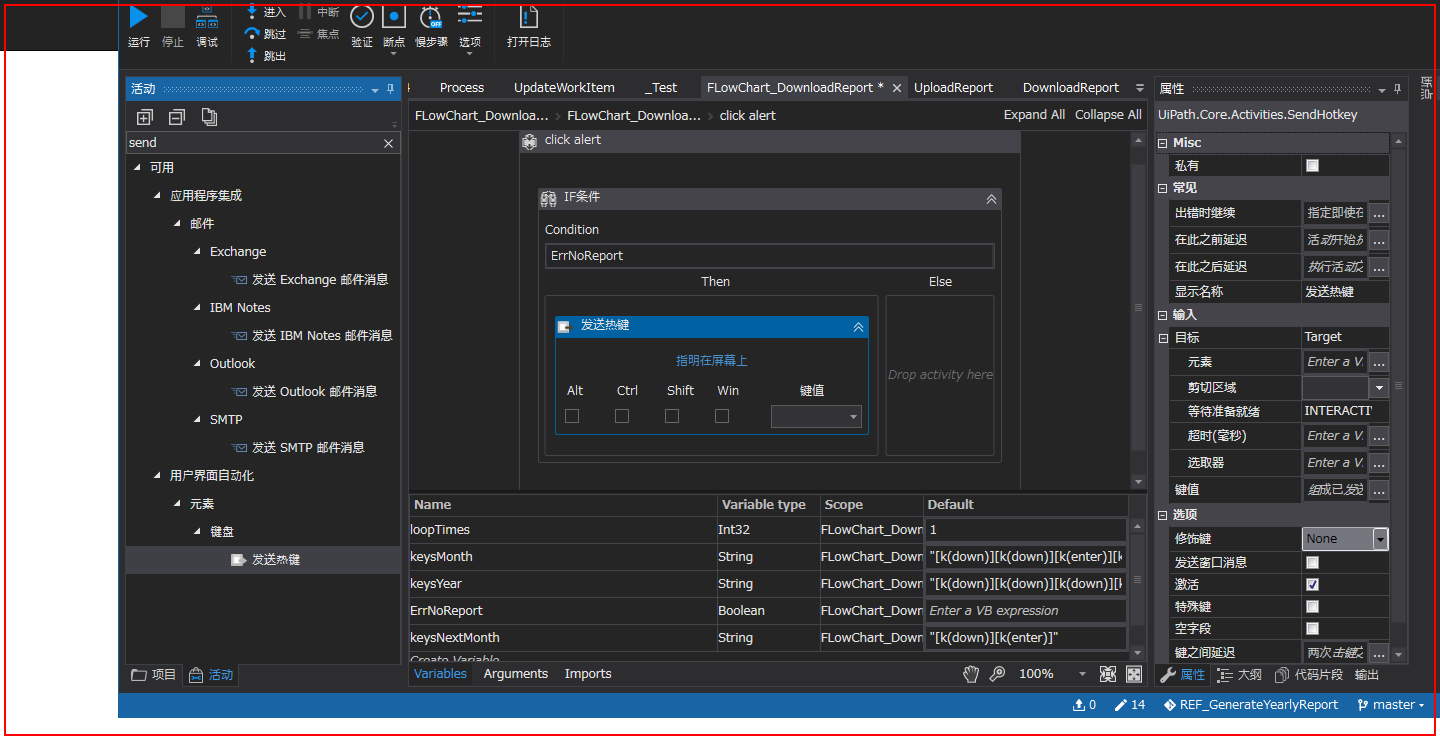 运行 停止 调试 进入 中断 验证 断点 慢步骤 选项 打开日志
跳过 焦点
跳出
活动
send
可用
应用程序集成
邮件
Exchange
发送 Exchange 邮件消息
IBM Notes
发送 IBM Notes 邮件消息
Outlook
发送 Outlook 邮件消息
SMTP
发送 SMTP 邮件消息
用户界面自动化
元素
键盘
发送热键
项目 活动
Process UpdateWorkItem _Test FLowChart_DownloadReport * UploadReport DownloadReport
FLowChart_Downloa... FLowChart_Downloa... click alert Expand All Collapse All
click alert
IF条件
Condition
ErrNoReport
Then Else
发送热键
指明在屏幕上
Alt Ctrl Shift Win 键值
Drop activity here
Name Variable type Scope Default
loopTimes Int32 FLowChart_Down 1
keysMonth String FLowChart_Down "[k(down)][k(down)][k(enter)][k
keysYear String FLowChart_Down "[k(down)][k(down)][k(down)][k
ErrNoReport Boolean FLowChart_Down Enter a VB expression
keysNextMonth String FLowChart_Down "[k(down)][k(enter)]"
Create Variable
Variables Arguments Imports 100%
属性
UiPath.Core.Activities.SendHotkey
Misc
私有
常见
出错时继续 指定即使在 ...
在此之前延迟 活动开始 ...
在此之后延迟 执行活动之 ...
显示名称 发送热键
输入
目标 Target
元素 Enter a V ...
剪切区域
等待准备就绪 INTERACTI
超时(毫秒) Enter a V ...
选取器 Enter a V ...
键值 组成已发送 ...
选项
修饰键 None
发送窗口消息
激活
特殊键
空字段
键之间延迟 两次击键之 ...
属性 大纲 代码片段 输出
0 14 REF_GenerateYearlyReport master